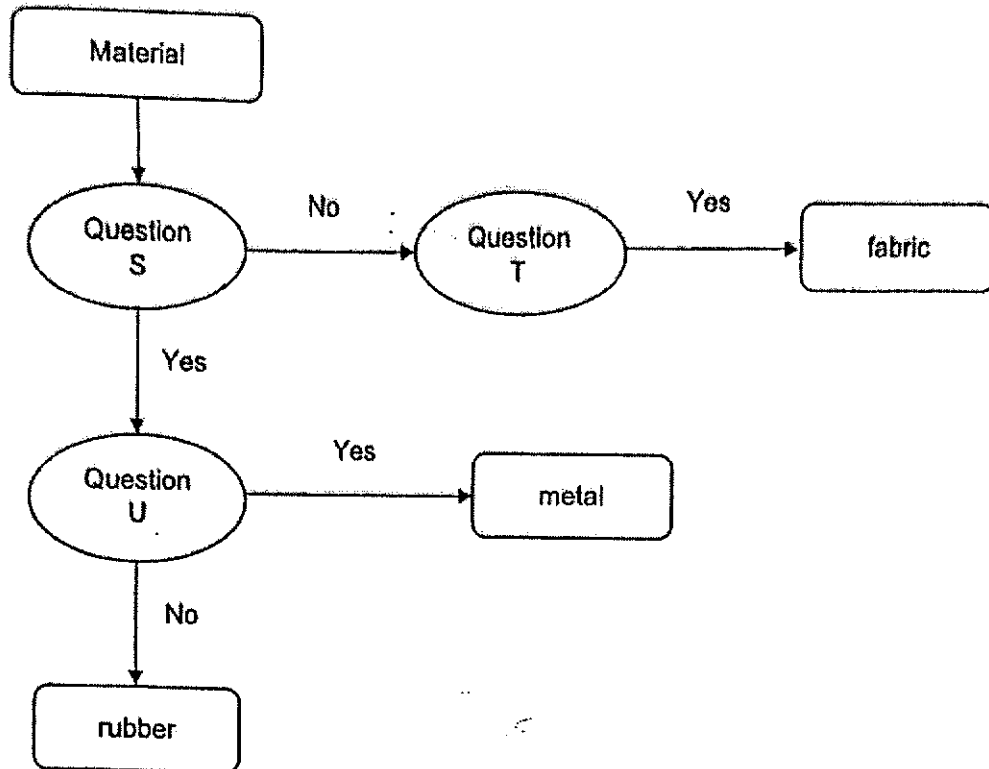 Material
No
Yes
Question
S
Question
T
fabric
Yes
Question
U
Yes
metal
No
rubber